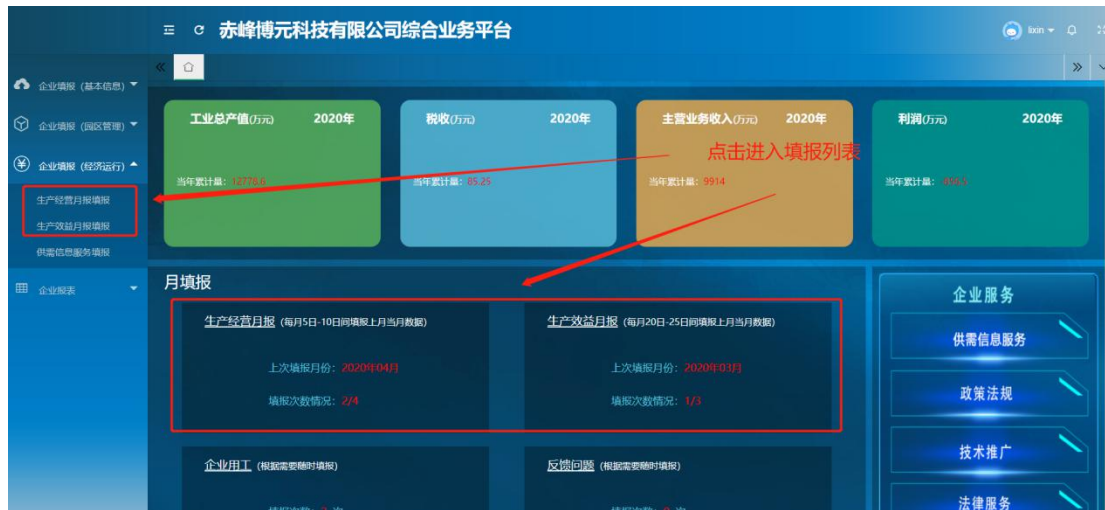 赤峰博元科技有限公司综合业务平台
lixin
企业填报 (基本信息)
企业填报 (园区管理)
企业填报 (经济运行)
生产经营月报填报
生产效益月报填报
供需信息服务填报
企业报表
工业总产值(万元) 2020年
当年累计量: 12778.6
税收(万元) 2020年
当年累计量: 85.25
主营业务收入(万元) 2020年
当年累计量: 9914
利润(万元) 2020年
当年累计量:
点击进入填报列表
月填报
生产经营月报 (每月5日-10日间填报上月当月数据)
上次填报月份: 2020年04月
填报次数情况: 2/4
生产效益月报 (每月20日-25日间填报上月当月数据)
上次填报月份: 2020年03月
填报次数情况: 1/3
企业用工 (根据需要随时填报)
反馈问题 (根据需要随时填报)
企业服务
供需信息服务
政策法规
技术推广
法律服务